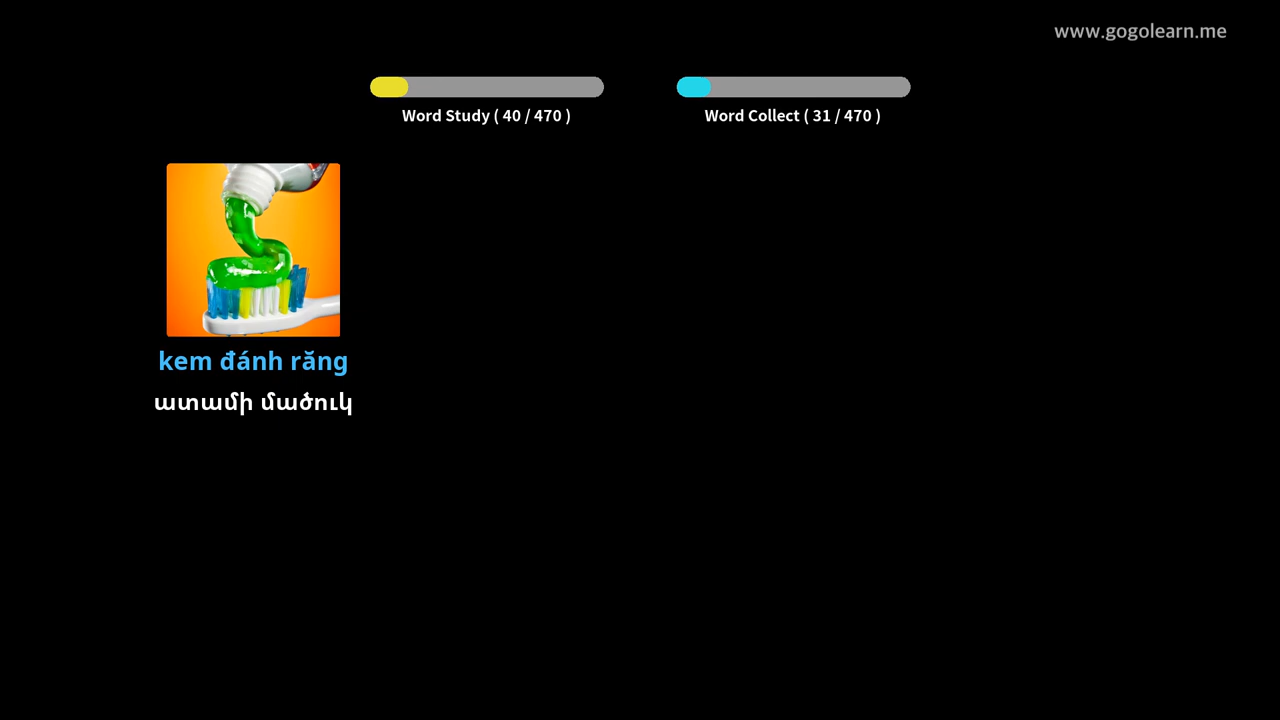 www.gogolearn.me
Word Study ( 40 / 470 )
Word Collect ( 31 / 470 )
kem đánh răng
ատամի մածուկ